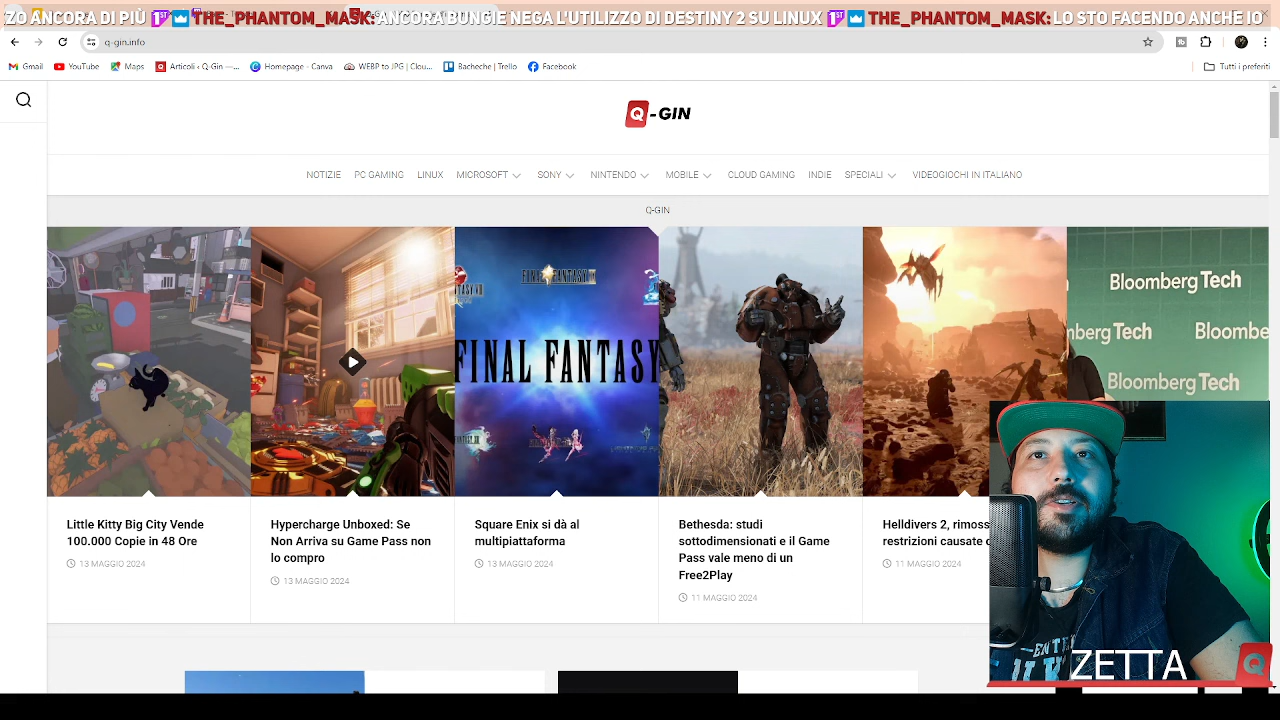 ZO ANCORA DI PIÙ 1ST THE_PHANTOM_MASK: ANCORA BUNGIE NEGA L'UTILIZZO DI DESTINY 2 SU LINUX 1ST THE_PHANTOM_MASK: LO STO FACENDO ANCHE IO
q-gin.info
Gmail YouTube Maps Articoli ‹ Q-Gin —... Homepage - Canva WEBP to JPG | Clou... Bacheche | Trello Facebook Tutti i preferiti
Q-GIN
NOTIZIE PC GAMING LINUX MICROSOFT SONY NINTENDO MOBILE CLOUD GAMING INDIE SPECIALI VIDEOGIOCHI IN ITALIANO
Q-GIN
FINAL FANTASY
Bloomberg Tech
nberg Tech Bloombe
Bloomberg Tech
Little Kitty Big City Vende
100.000 Copie in 48 Ore
13 MAGGIO 2024
Hypercharge Unboxed: Se
Non Arriva su Game Pass non
lo compro
13 MAGGIO 2024
Square Enix si dà al
multipiattaforma
13 MAGGIO 2024
Bethesda: studi
sottodimensionati e il Game
Pass vale meno di un
Free2Play
11 MAGGIO 2024
Helldivers 2, rimoss
restrizioni causate
11 MAGGIO 2024
ZETTA
Q